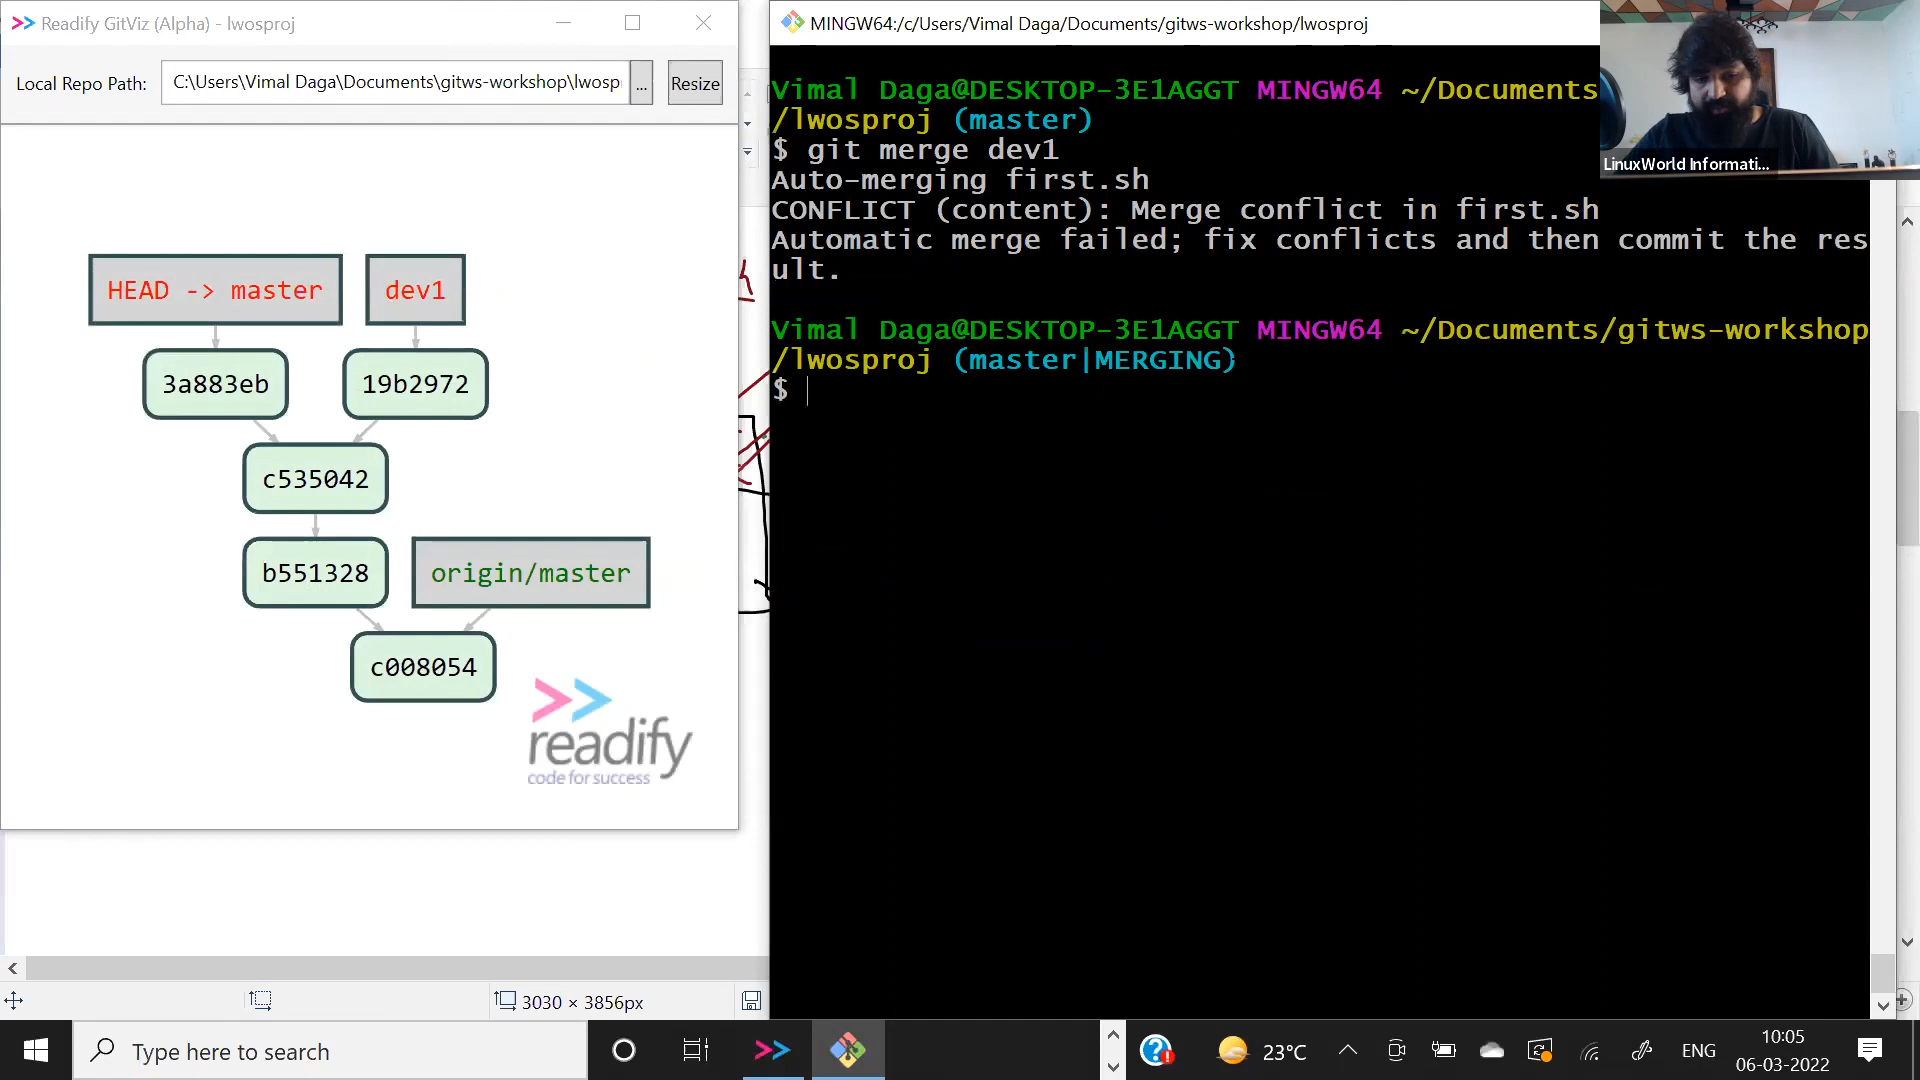 Readify GitViz (Alpha) - lwosproj
Local Repo Path:
C:\Users\Vimal Daga\Documents\gitws-workshop\lwosp
...
Resize
HEAD -> master
dev1
3a883eb
19b2972
c535042
b551328
origin/master
c008054
readify
code for success
3030 × 3856px
MINGW64:/c/Users/Vimal Daga/Documents/gitws-workshop/lwosproj
Vimal Daga@DESKTOP-3E1AGGT MINGW64 ~/Documents
/lwosproj (master)
$ git merge dev1
Auto-merging first.sh
CONFLICT (content): Merge conflict in first.sh
Automatic merge failed; fix conflicts and then commit the res
ult.
Vimal Daga@DESKTOP-3E1AGGT MINGW64 ~/Documents/gitws-workshop
/lwosproj (master|MERGING)
$
LinuxWorld Informati...
h
Type here to search
23°C
ENG
10:05
06-03-2022